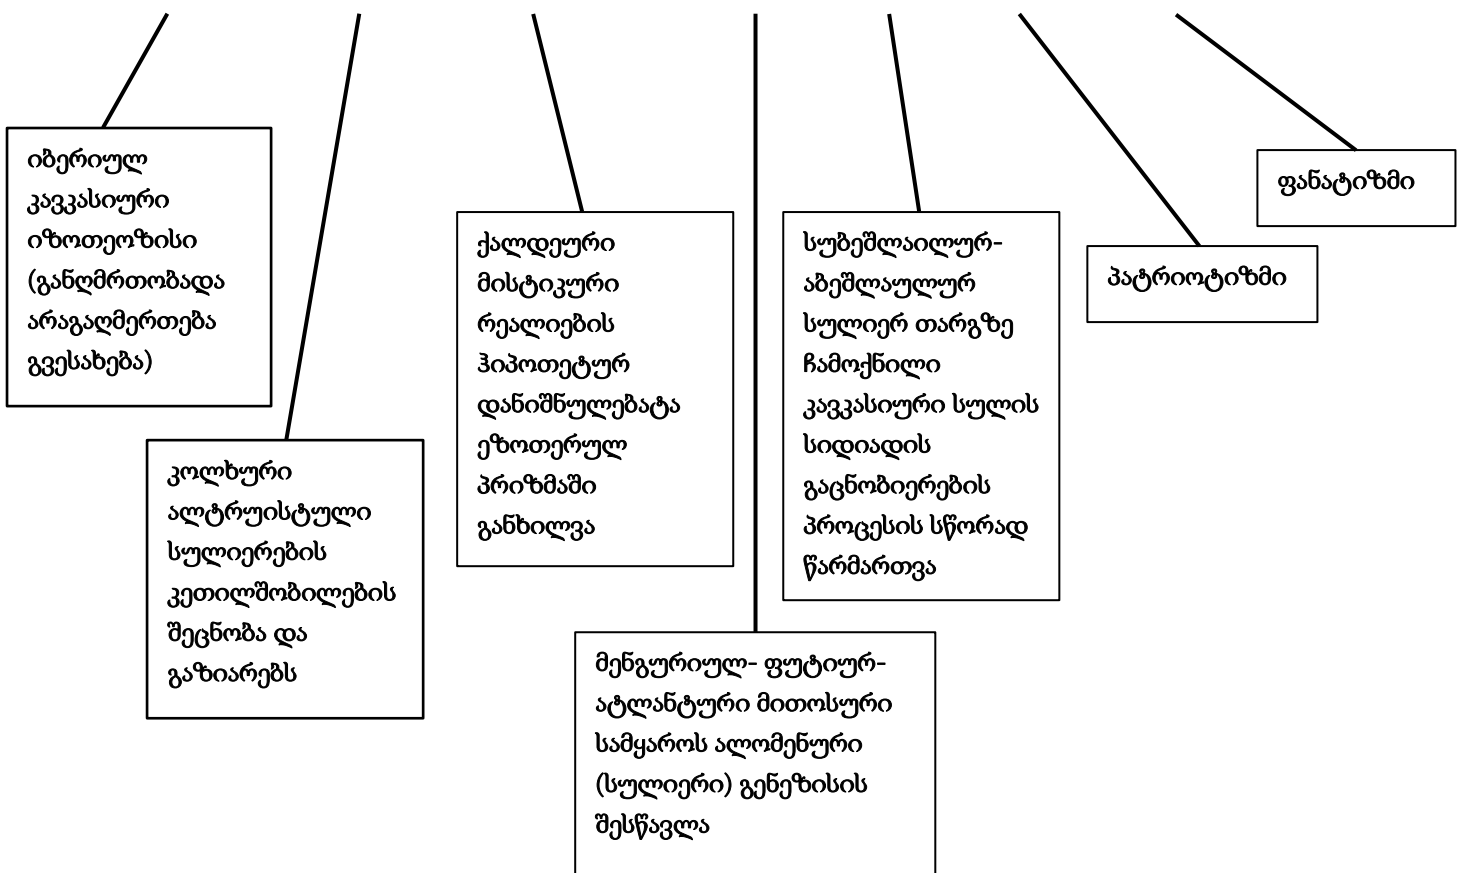 იბერიულ
კავკასიური
იზოთეოზისი
(განღმრთობადა
არაგაღმერთება
გვესახება)
კოლხური
ალტრუისტული
სულიერების
კეთილშობილების
შეცნობა და
გაზიარებს
ქალდეური
მისტიკური
რეალიების
ჰიპოთეტურ
დანიშნულებატა
ეზოთერულ
პრიზმაში
განხილვა
მენგურიულ- ფუტიურ-
ატლანტური მითოსური
სამყაროს ალომენური
(სულიერი) გენეზისის
შესწავლა
სუბეშლაილურ-
აბეშლაულურ
სულიერ თარგზე
ჩამოქნილი
კავკასიური სულის
სიდიადის
გაცნობიერების
პროცესის სწორად
წარმართვა
პატრიოტიზმი
ფანატიზმი